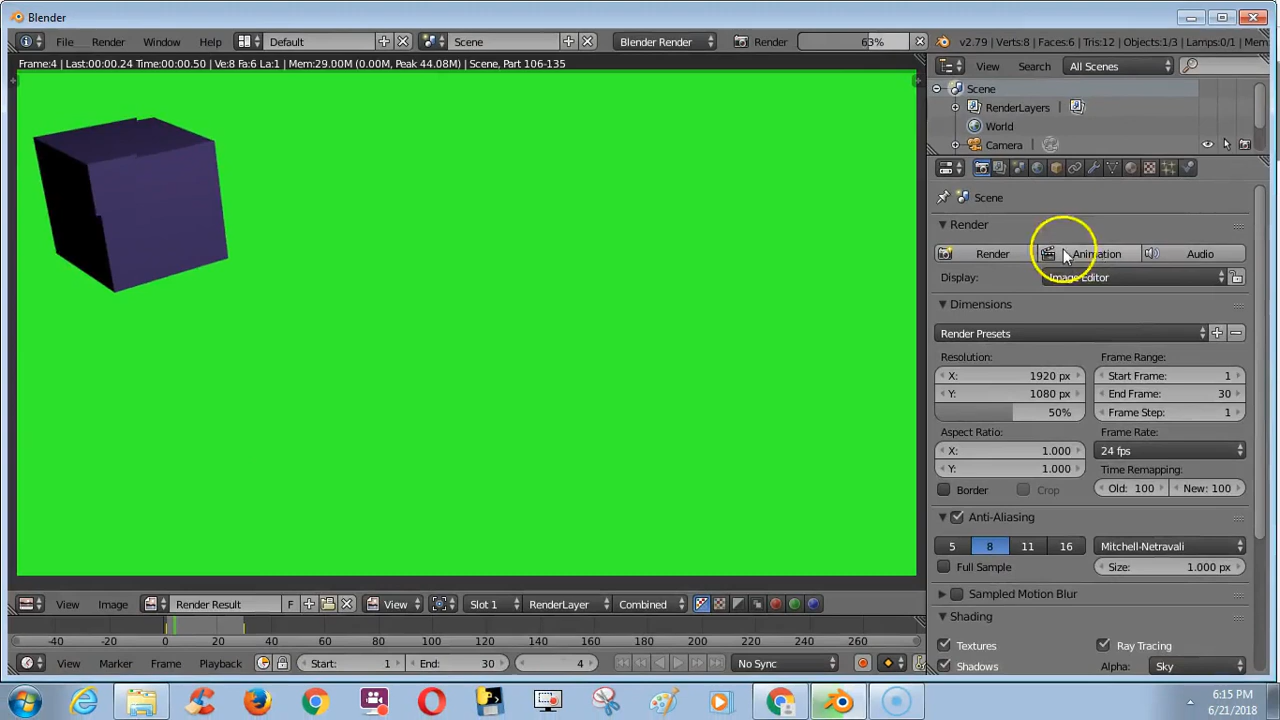 Blender
File Render Window Help Default Scene Blender Render Render 63% v2.79 | Verts:8 | Faces:6 | Tris:12 | Objects:1/3 | Lamps:0/1 | Mem:
Frame:4 | Last:00:00.24 Time:00:00.50 | Ve:8 Fa:6 La:1 | Mem:29.00M (0.00M, Peak 44.08M) | Scene, Part 106-135
View Search All Scenes
Scene
RenderLayers
World
Camera
Scene
Render
Render Animation Audio
Display: Image Editor
Dimensions
Render Presets
Resolution: Frame Range:
X: 1920 px Start Frame: 1
Y: 1080 px End Frame: 30
50% Frame Step: 1
Aspect Ratio: Frame Rate:
X: 1.000 24 fps
Y: 1.000 Time Remapping:
Border Crop Old: 100 New: 100
Anti-Aliasing
5 8 11 16 Mitchell-Netravali
Full Sample Size: 1.000 px
Sampled Motion Blur
Shading
Textures Ray Tracing
Shadows Alpha: Sky
View Image Render Result F View Slot 1 RenderLayer Combined
-40 -20 0 20 40 60 80 100 120 140 160 180 200 220 240 260
View Marker Frame Playback Start: 1 End: 30 4 No Sync
6:15 PM
6/21/2018